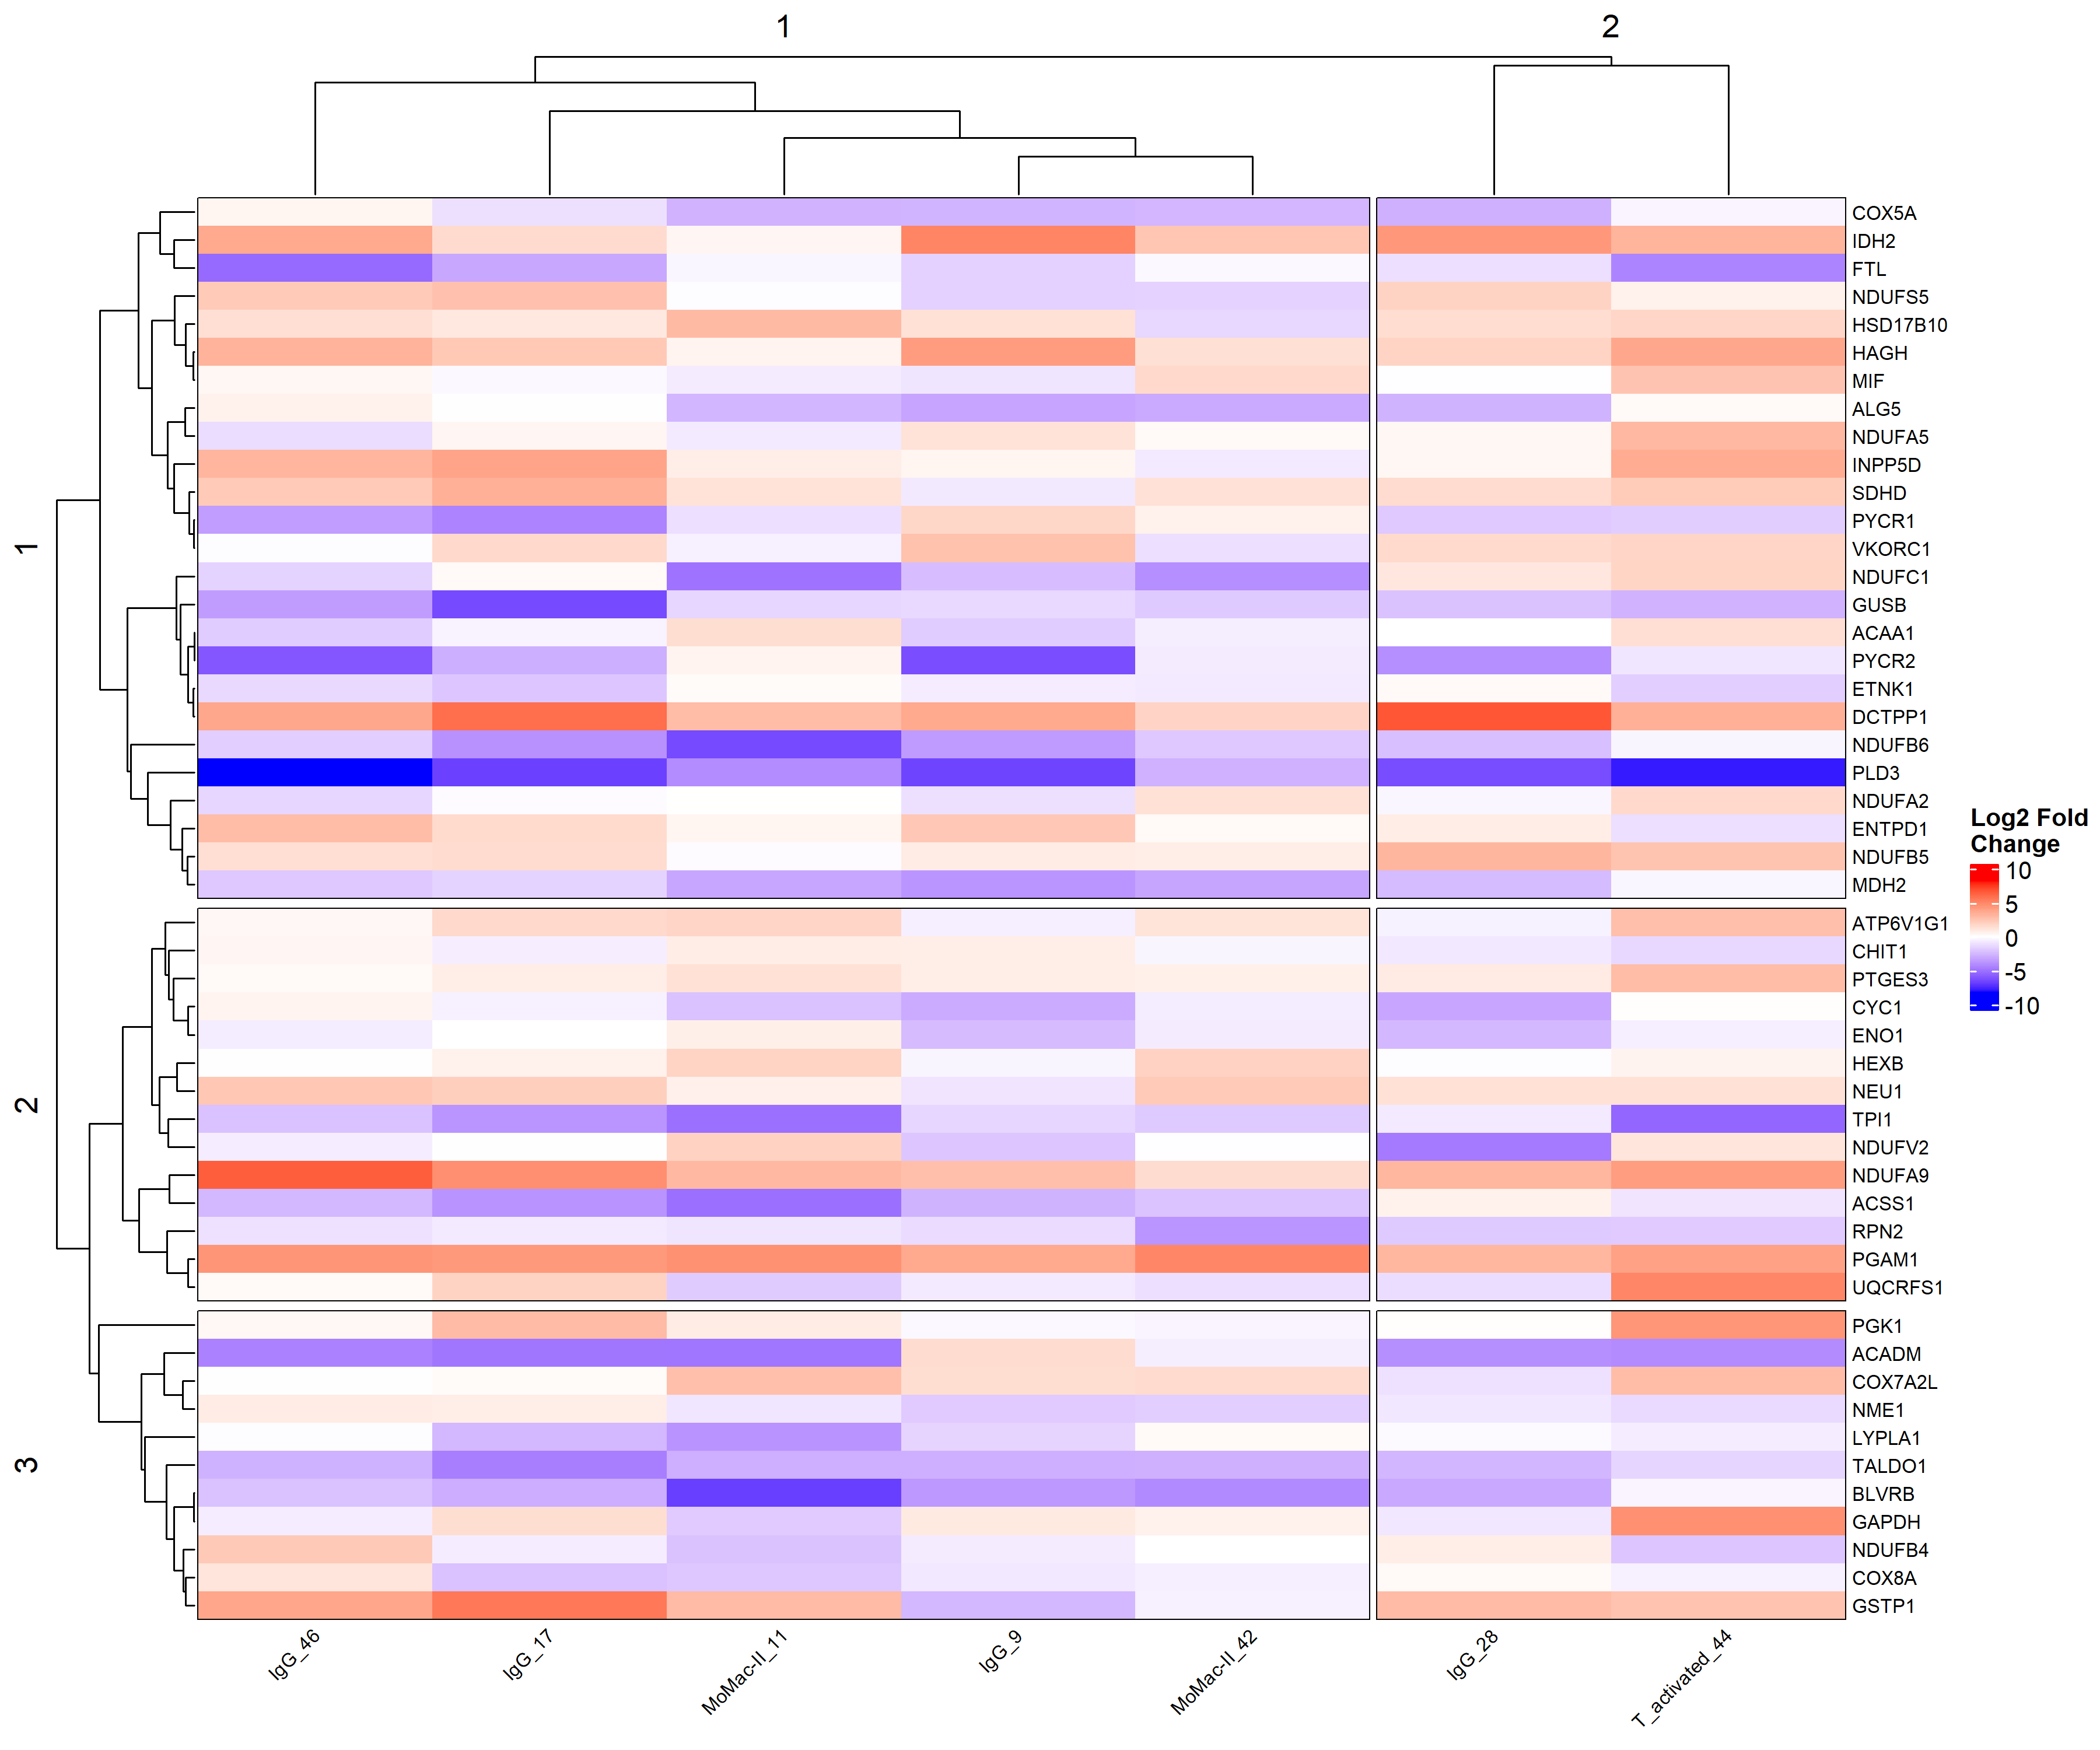 1
2
1
COX5A
IDH2
FTL
NDUFS5
HSD17B10
HAGH
MIF
ALG5
NDUFA5
INPP5D
SDHD
PYCR1
VKORC1
NDUFC1
GUSB
ACAA1
PYCR2
ETNK1
DCTPP1
NDUFB6
PLD3
NDUFA2
ENTPD1
NDUFB5
MDH2
2
ATP6V1G1
CHIT1
PTGES3
CYC1
ENO1
HEXB
NEU1
TPI1
NDUFV2
NDUFA9
ACSS1
RPN2
PGAM1
UQCRFS1
3
PGK1
ACADM
COX7A2L
NME1
LYPLA1
TALDO1
BLVRB
GAPDH
NDUFB4
COX8A
GSTP1
IgG_46
IgG_17
MoMac-II_11
IgG_9
MoMac-II_42
IgG_28
T_activated_44
Log2 Fold
Change
10
5
0
-5
-10